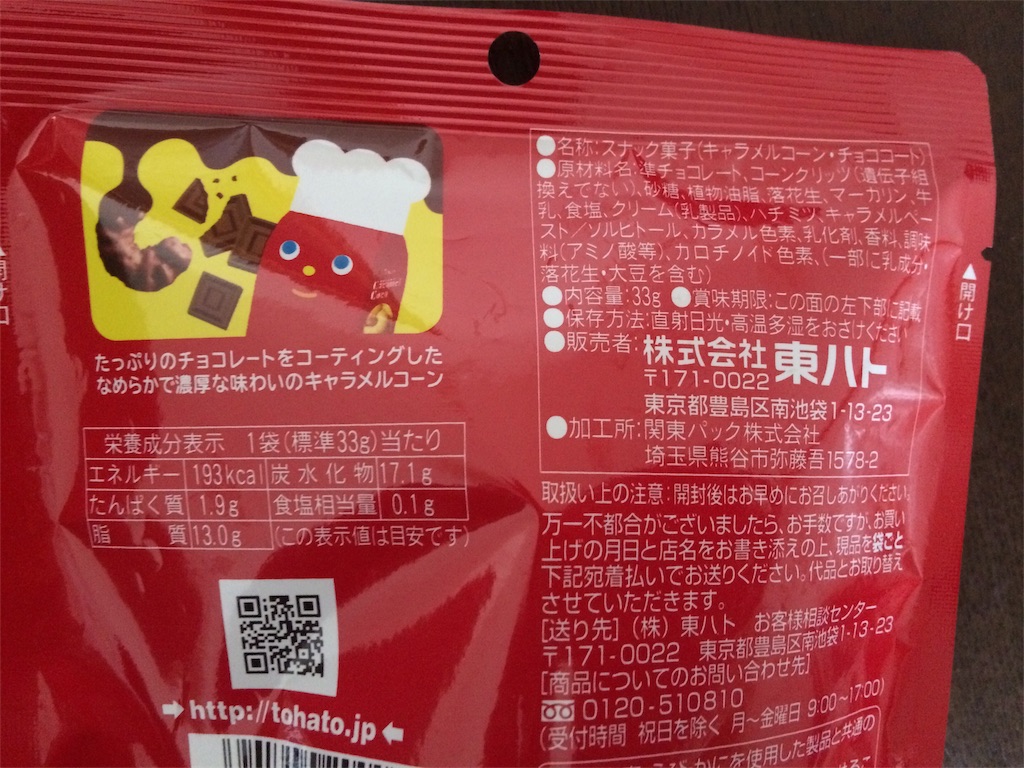 たっぷりのチョコレートをコーティングした
なめらかで濃厚な味わいのキャラメルコーン
栄養成分表示 1袋(標準33g)当たり
エネルギー 193kcal 炭水化物 17.1g
たんぱく質 1.9g 食塩相当量 0.1g
脂質 13.0g (この表示値は目安です)
➡http://tohato.jp⬅
●名称:スナック菓子(キャラメルコーン・チョココート)
●原材料名:準チョコレート、コーングリッツ(遺伝子組
換えでない)、砂糖、植物油脂、落花生、マーガリン、牛
乳、食塩、クリーム(乳製品)、ハチミツ、キャラメルペー
スト/ソルビトール、カラメル色素、乳化剤、香料、調味
料(アミノ酸等)、カロチノイド色素、(一部に乳成分・
落花生・大豆を含む)
●内容量:33g ●賞味期限:この面の左下部に記載
●保存方法:直射日光・高温多湿をおさけください
●販売者:株式会社東ハト
〒171-0022
東京都豊島区南池袋1-13-23
●加工所:関東パック株式会社
埼玉県熊谷市弥藤吾1578-2
取扱い上の注意:開封後はお早めにお召しあがりください。
万一不都合がございましたら、お手数ですが、お買い
上げの月日と店名をお書き添えの上、現品を袋ごと
下記宛着払いでお送りください。代品とお取り替え
させていただきます。
[送り先](株)東ハト お客様相談センター
〒171-0022 東京都豊島区南池袋1-13-23
[商品についてのお問い合わせ先]
0120-510810
(受付時間 祝日を除く 月〜金曜日 9:00〜17:00)
かにを使用した製品と共通の
▲開け口